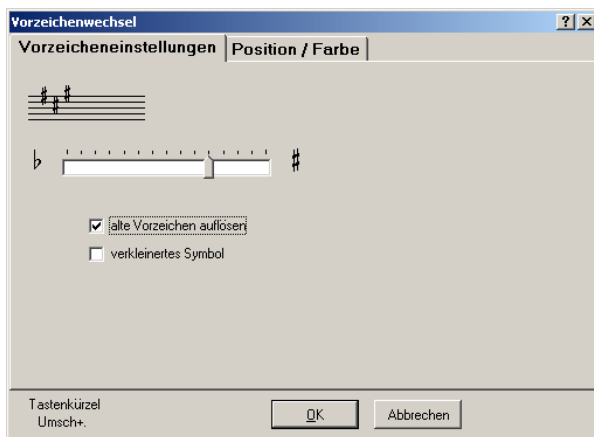 Vorzeichenwechsel
Vorzeicheneinstellungen
Position / Farbe
alte Vorzeichen auflösen
verkleinertes Symbol
Tastenkürzel
Umsch+.
OK
Abbrechen